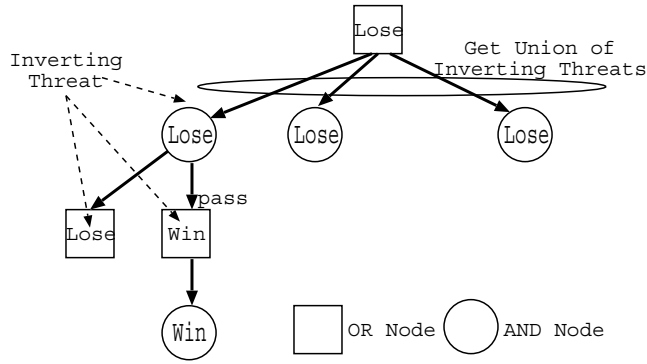 Lose
Get Union of
Inverting Threats
Inverting
Threat
Lose
Lose
Lose
pass
Lose
Win
Win
OR Node
AND Node